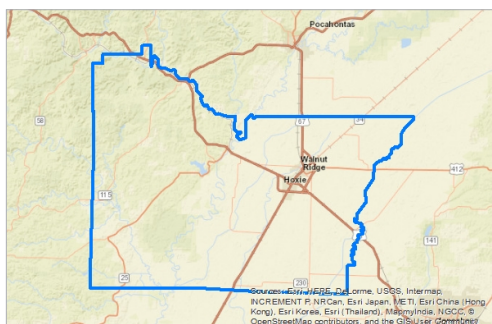 Pocahontas
58
67
34
Walnut
Ridge
412
Hoxie
115
141
25
230
Sources: Esri, HERE, DeLorme, USGS, Intermap,
INCREMENT P, NRCan, Esri Japan, METI, Esri China (Hong
Kong), Esri Korea, Esri (Thailand), MapmyIndia, NGCC, ©
OpenStreetMap contributors, and the GIS User Community